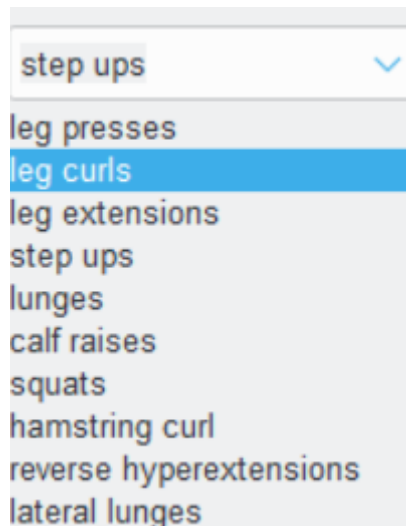 step ups
leg presses
leg curls
leg extensions
step ups
lunges
calf raises
squats
hamstring curl
reverse hyperextensions
lateral lunges